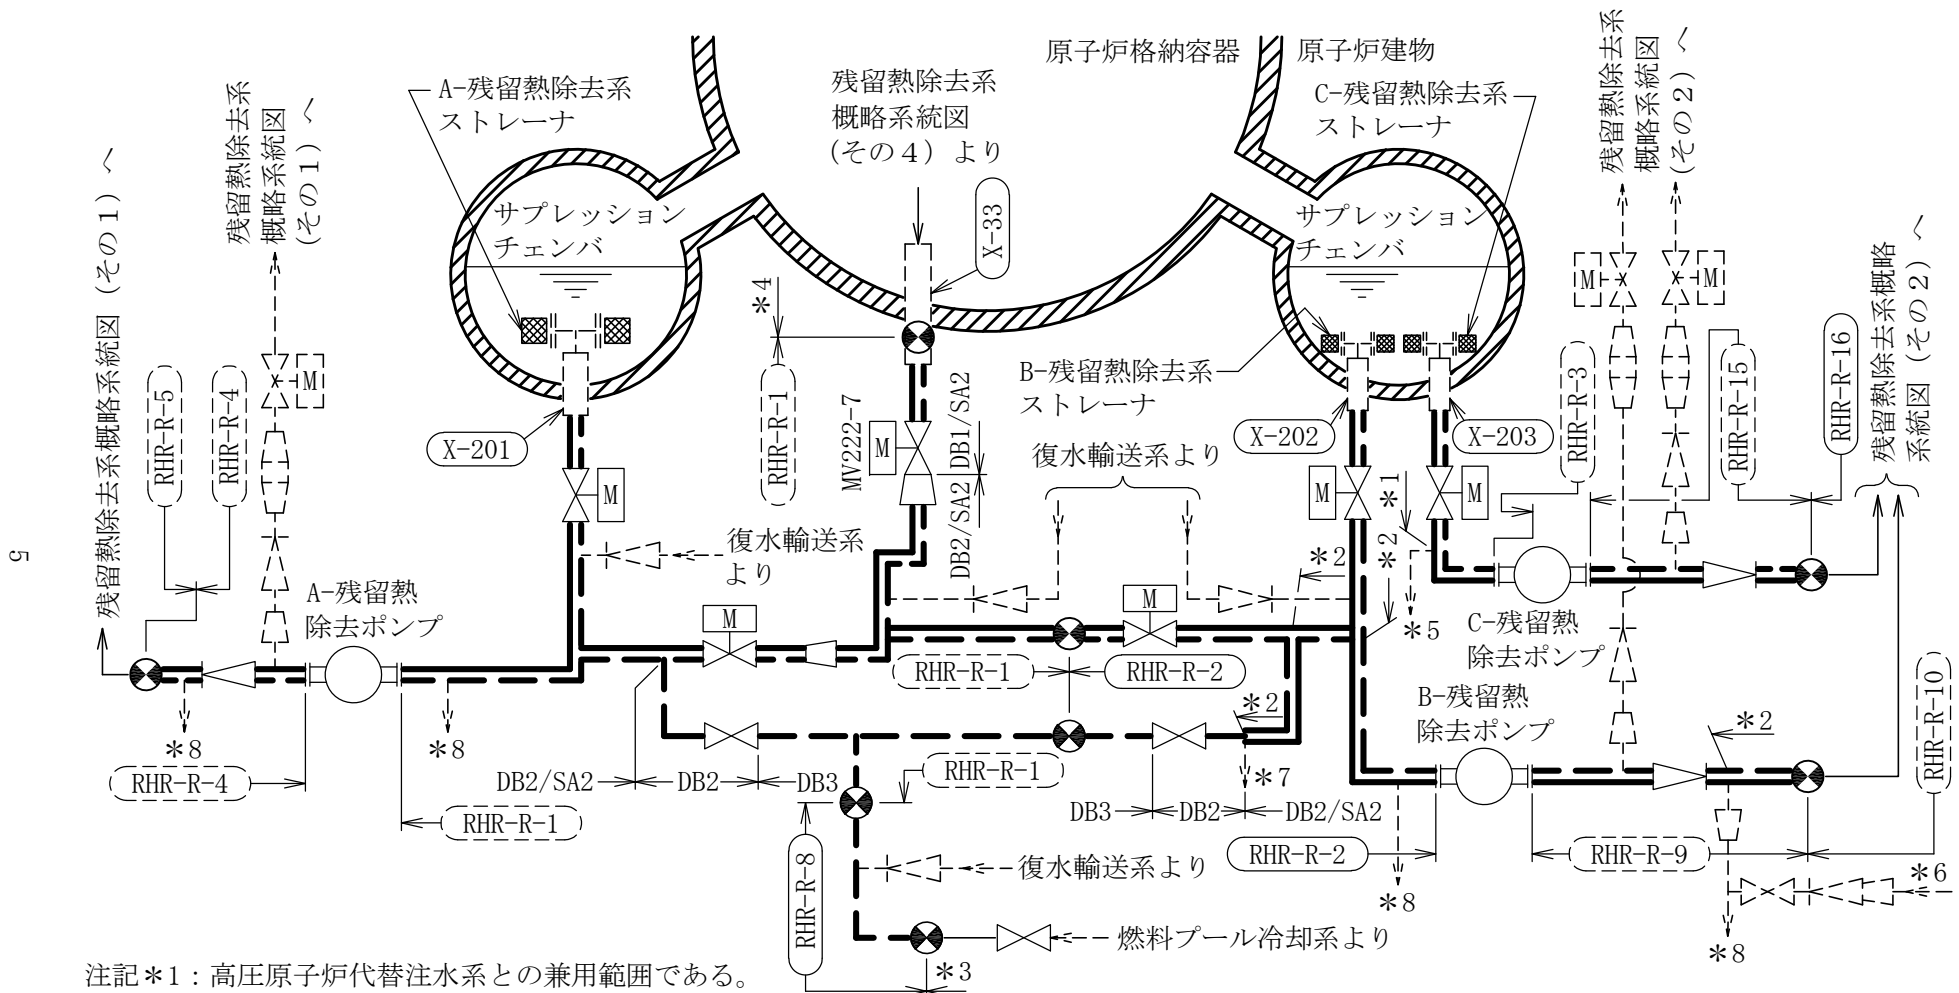 原子炉格納容器
原子炉建物
残留熱除去系
概略系統図
(その1) へ
残留熱除去系概略系統図 (その1) へ
A-残留熱除去系
ストレーナ
残留熱除去系
概略系統図
(その4) より
C-残留熱除去系
ストレーナ
残留熱除去系
概略系統図
(その2) へ
残留熱除去系概略
系統図 (その2) へ
サプレッション
チェンバ
サプレッション
チェンバ
X-33
*4
M
M
M
RHR-R-5
RHR-R-4
RHR-R-1
B-残留熱除去系
ストレーナ
RHR-R-3
RHR-R-15
RHR-R-16
X-201
X-202
X-203
MV222-7
M
DB1/SA2
DB2/SA2
復水輸送系より
M
M
M
*1
*2
復水輸送系
より
*2
*5
A-残留熱
除去ポンプ
M
M
C-残留熱
除去ポンプ
RHR-R-1
RHR-R-2
B-残留熱
除去ポンプ
*2
*2
*8
*8
RHR-R-4
DB2/SA2
DB2
DB3
RHR-R-1
*7
RHR-R-10
RHR-R-1
DB3
DB2
DB2/SA2
RHR-R-2
RHR-R-9
RHR-R-8
復水輸送系より
*6
*8
燃料プール冷却系より
*8
*3
注記*1：高圧原子炉代替注水系との兼用範囲である。
5